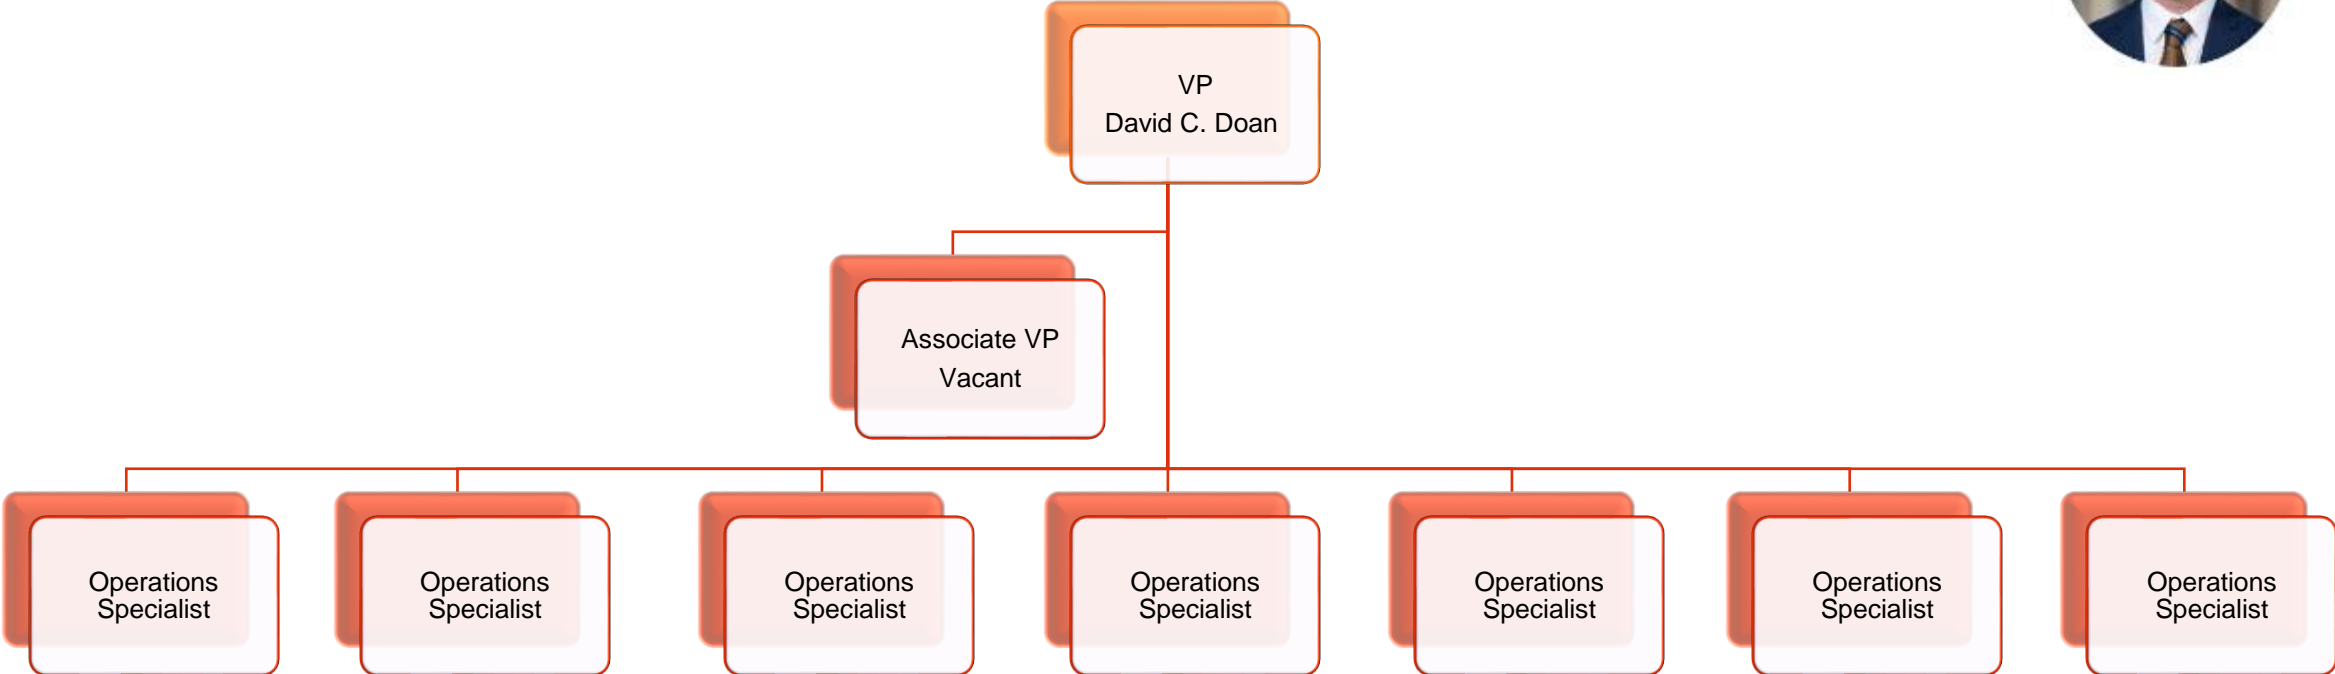 VP
David C. Doan
Associate VP
Vacant
Operations
Specialist
Operations
Specialist
Operations
Specialist
Operations
Specialist
Operations
Specialist
Operations
Specialist
Operations
Specialist